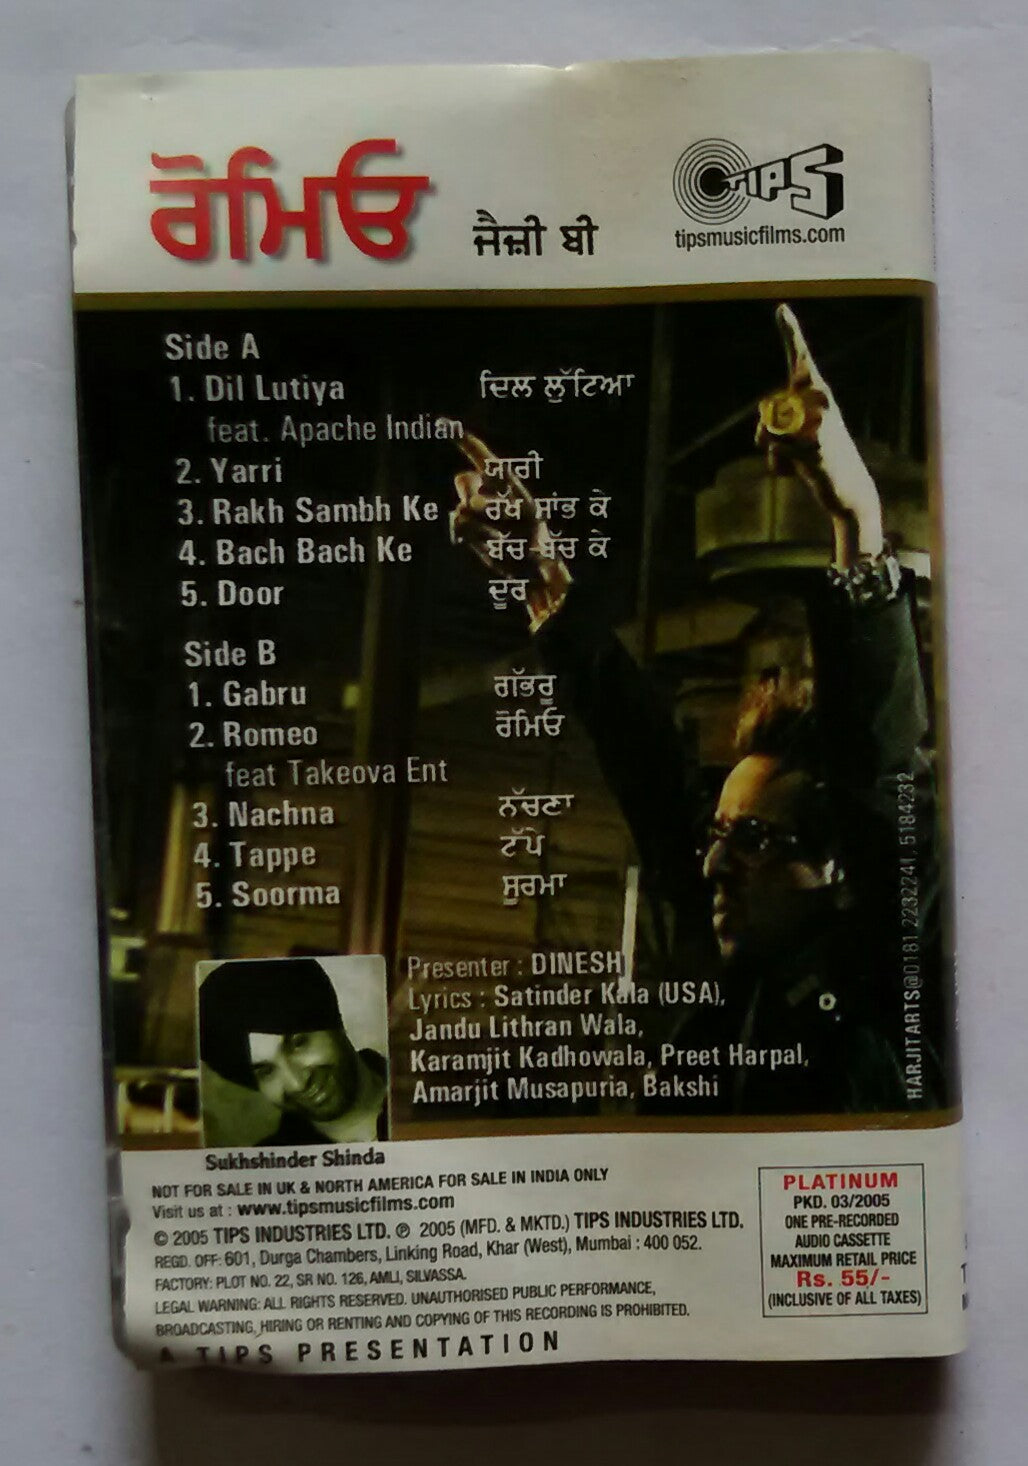 ਰੋਮਿਓ
ਜੈਜ਼ੀ ਬੀ
TIPS
tipsmusicfilms.com
Side A
1. Dil Lutiya ਦਿਲ ਲੁੱਟਿਆ
feat. Apache Indian
2. Yarri ਯਾਰੀ
3. Rakh Sambh Ke ਰੱਖ ਸਾਂਭ ਕੇ
4. Bach Bach Ke ਬੱਚ ਬੱਚ ਕੇ
5. Door ਦੂਰ
Side B
1. Gabru ਗੱਭਰੂ
2. Romeo ਰੋਮਿਓ
feat Takeova Ent
3. Nachna ਨੱਚਣਾ
4. Tappe ਟੱਪੇ
5. Soorma ਸੂਰਮਾ
Presenter : DINESH
Lyrics : Satinder Kala (USA),
Jandu Lithran Wala,
Karamjit Kadhowala, Preet Harpal,
Amarjit Musapuria, Bakshi
HARJITARTS@0181 2232241, 5184232
Sukhshinder Shinda
NOT FOR SALE IN UK & NORTH AMERICA FOR SALE IN INDIA ONLY
Visit us at : www.tipsmusicfilms.com
© 2005 TIPS INDUSTRIES LTD. ℗ 2005 (MFD. & MKTD.) TIPS INDUSTRIES LTD.
REGD. OFF: 601, Durga Chambers, Linking Road, Khar (West), Mumbai : 400 052.
FACTORY: PLOT NO. 22, SR NO. 126, AMLI, SILVASSA.
LEGAL WARNING: ALL RIGHTS RESERVED. UNAUTHORISED PUBLIC PERFORMANCE,
BROADCASTING, HIRING OR RENTING AND COPYING OF THIS RECORDING IS PROHIBITED.
A TIPS PRESENTATION
PLATINUM
PKD. 03/2005
ONE PRE-RECORDED
AUDIO CASSETTE
MAXIMUM RETAIL PRICE
Rs. 55/-
(INCLUSIVE OF ALL TAXES)